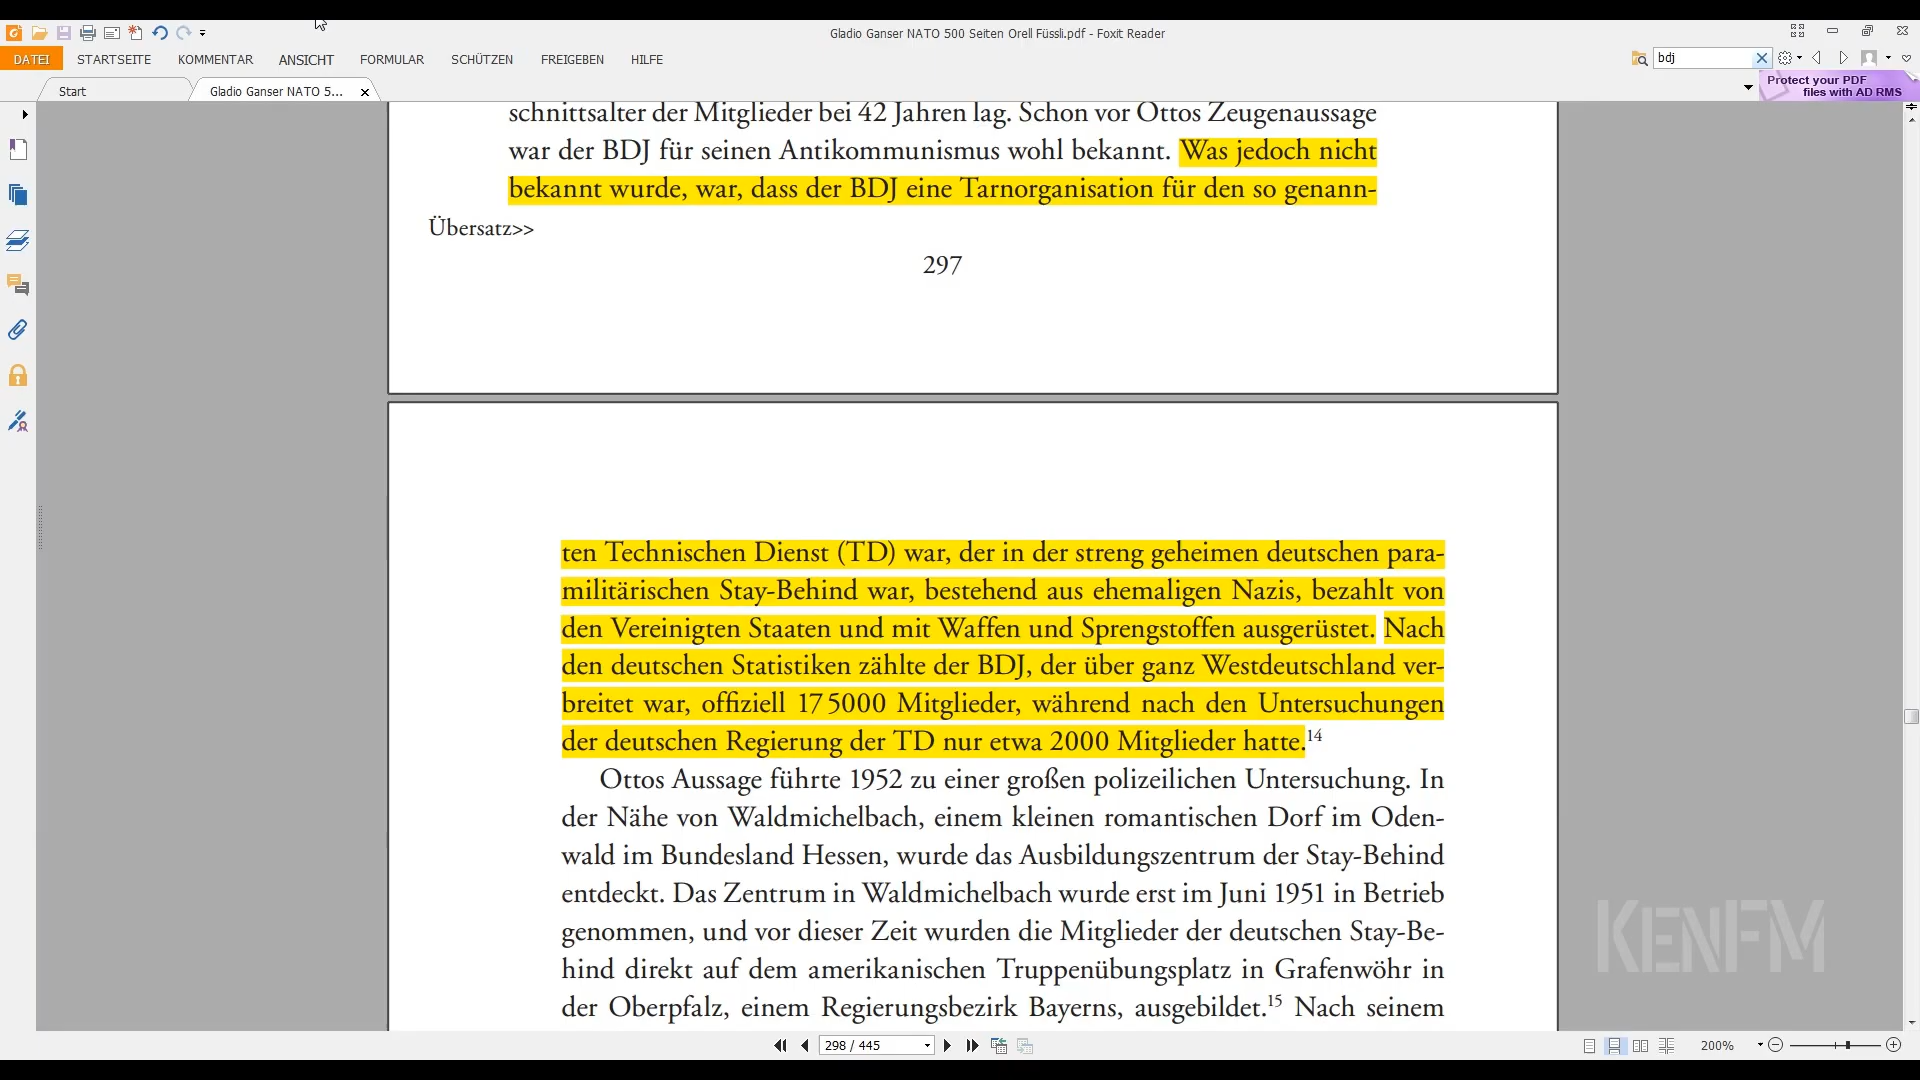 Gladio Ganser NATO 500 Seiten Orell Füssli.pdf - Foxit Reader
DATEI STARTSEITE KOMMENTAR ANSICHT FORMULAR SCHÜTZEN FREIGEBEN HILFE
bdj
Start
Gladio Ganser NATO 5...
Protect your PDF
files with AD RMS
schnittsalter der Mitglieder bei 42 Jahren lag. Schon vor Ottos Zeugenaussage
war der BDJ für seinen Antikommunismus wohl bekannt. Was jedoch nicht
bekannt wurde, war, dass der BDJ eine Tarnorganisation für den so genann-
Übersatz>>
297
ten Technischen Dienst (TD) war, der in der streng geheimen deutschen para-
militärischen Stay-Behind war, bestehend aus ehemaligen Nazis, bezahlt von
den Vereinigten Staaten und mit Waffen und Sprengstoffen ausgerüstet. Nach
den deutschen Statistiken zählte der BDJ, der über ganz Westdeutschland ver-
breitet war, offiziell 175000 Mitglieder, während nach den Untersuchungen
der deutschen Regierung der TD nur etwa 2000 Mitglieder hatte.14
Ottos Aussage führte 1952 zu einer großen polizeilichen Untersuchung. In
der Nähe von Waldmichelbach, einem kleinen romantischen Dorf im Oden-
wald im Bundesland Hessen, wurde das Ausbildungszentrum der Stay-Behind
entdeckt. Das Zentrum in Waldmichelbach wurde erst im Juni 1951 in Betrieb
genommen, und vor dieser Zeit wurden die Mitglieder der deutschen Stay-Be-
hind direkt auf dem amerikanischen Truppenübungsplatz in Grafenwöhr in
der Oberpfalz, einem Regierungsbezirk Bayerns, ausgebildet.15 Nach seinem
KENFM
298 / 445
200%